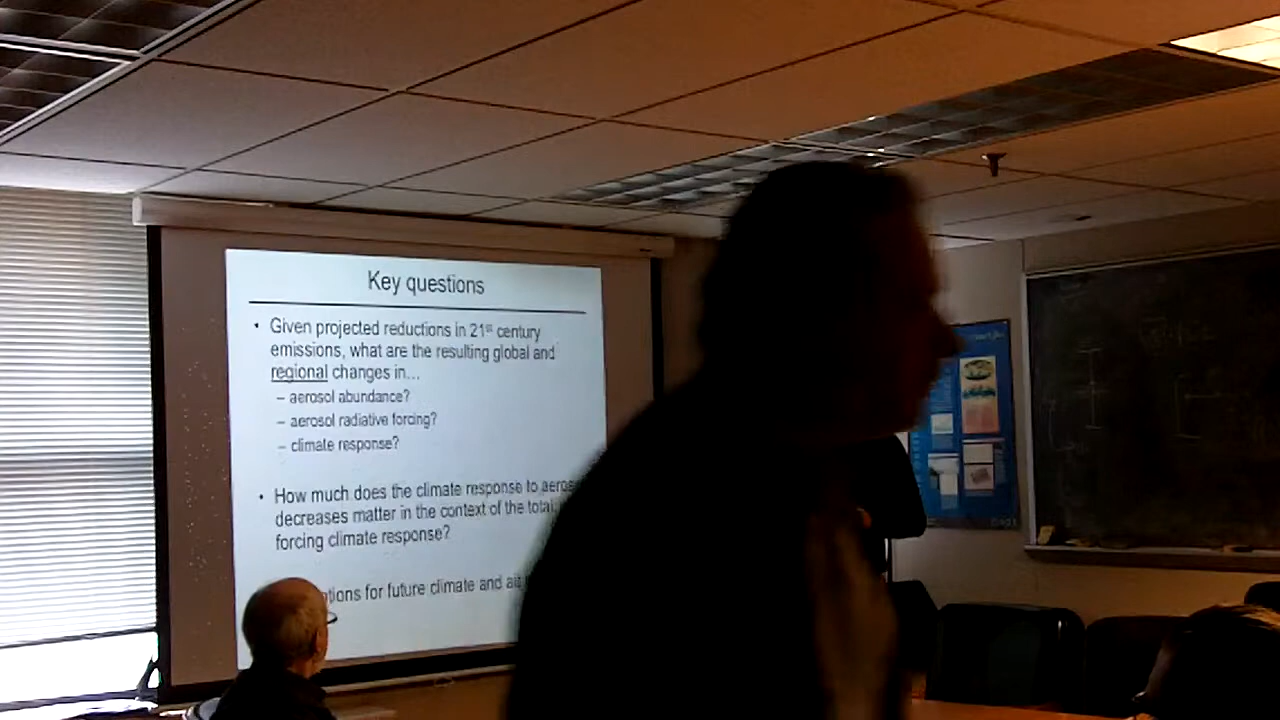 Key questions
• Given projected reductions in 21st century
emissions, what are the resulting global and
regional changes in...
– aerosol abundance?
– aerosol radiative forcing?
– climate response?
• How much does the climate response to
decreases matter in the context of the total
forcing climate response?
for future climate and